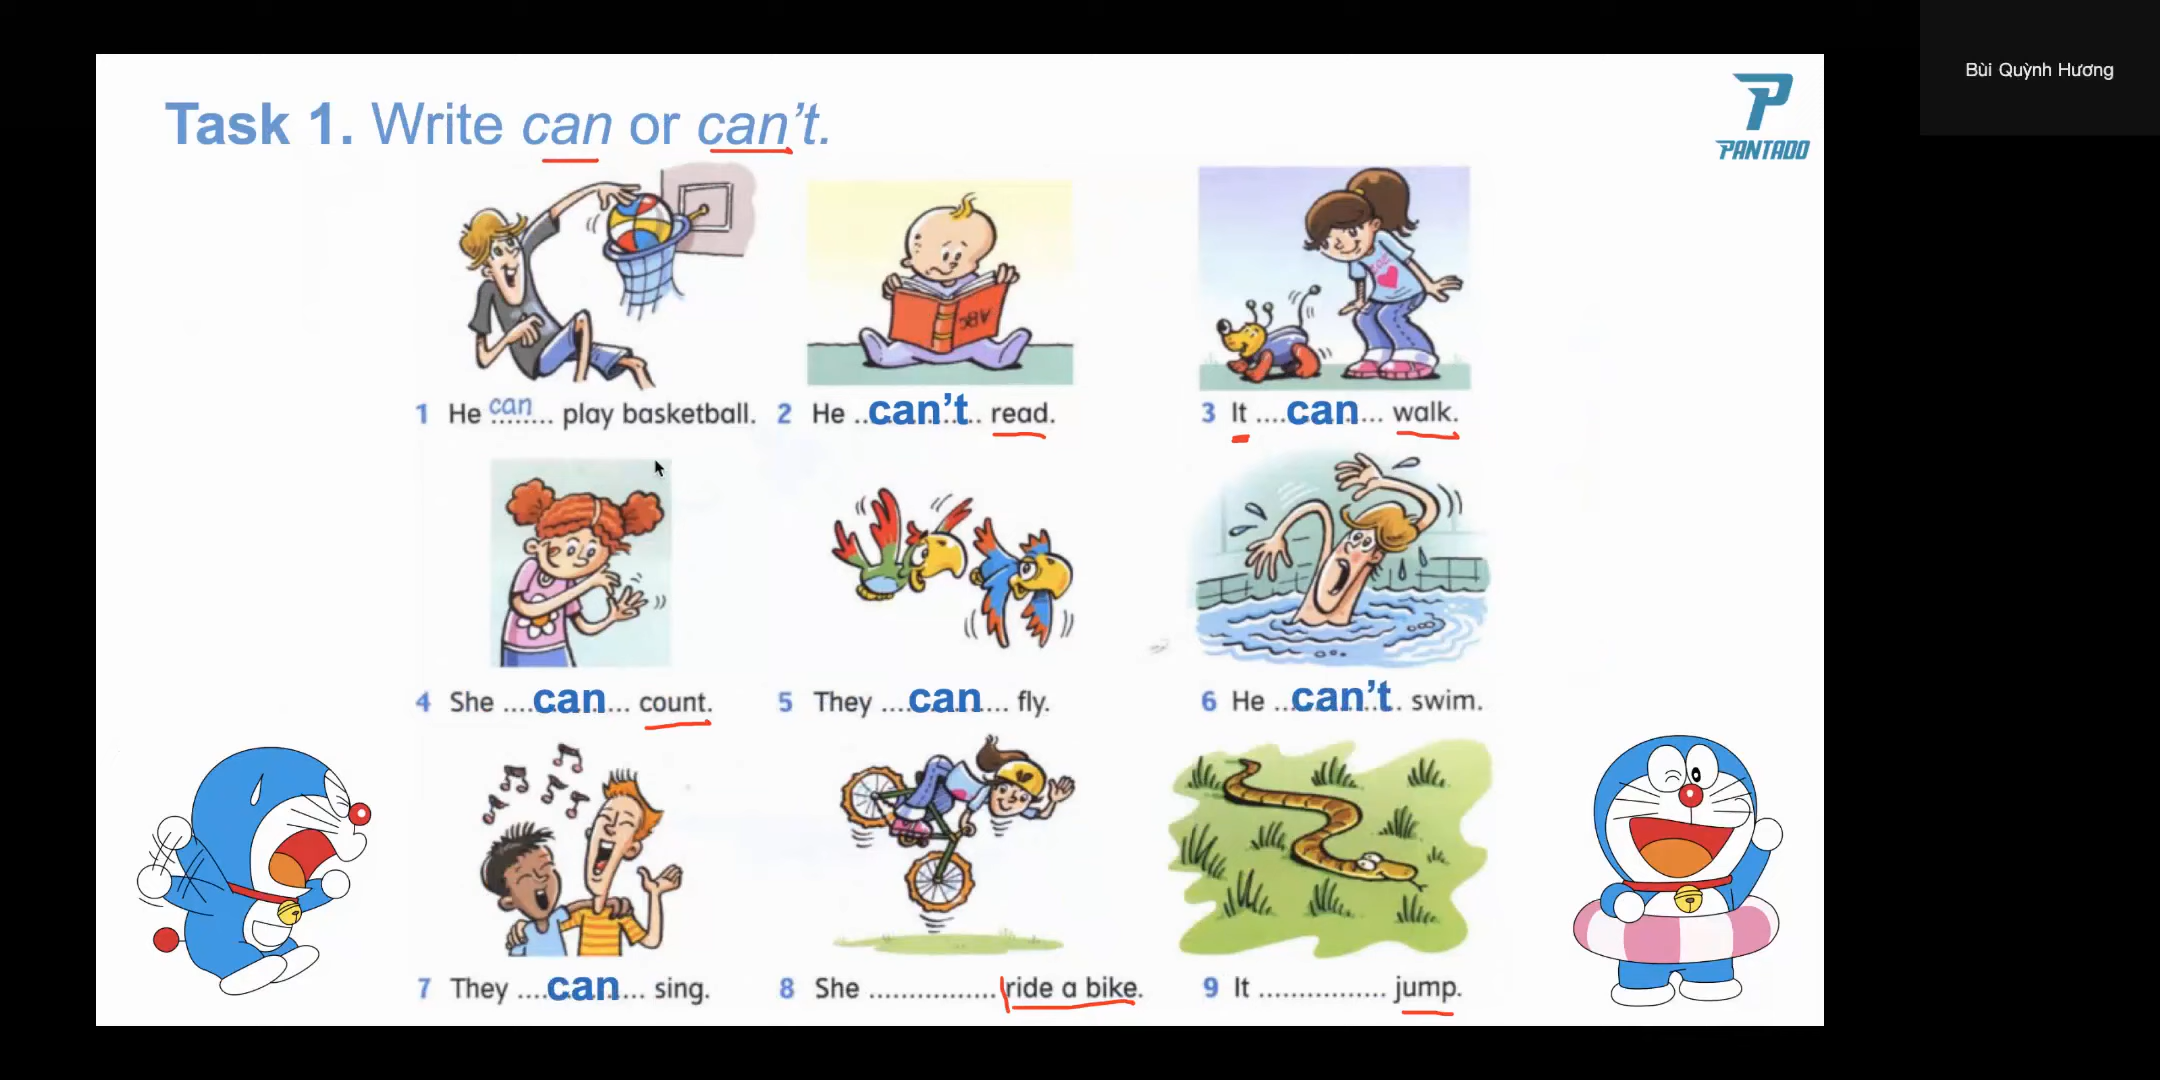 Bùi Quỳnh Hương
Task 1. Write can or can't.
PANTADO
ABC
1 He can........ play basketball.
2 He ..can't.. read.
3 It ....can... walk.
4 She ....can... count.
5 They ....can... fly.
6 He ..can't. swim.
7 They ....can... sing.
8 She ................ ride a bike.
9 It ................ jump.